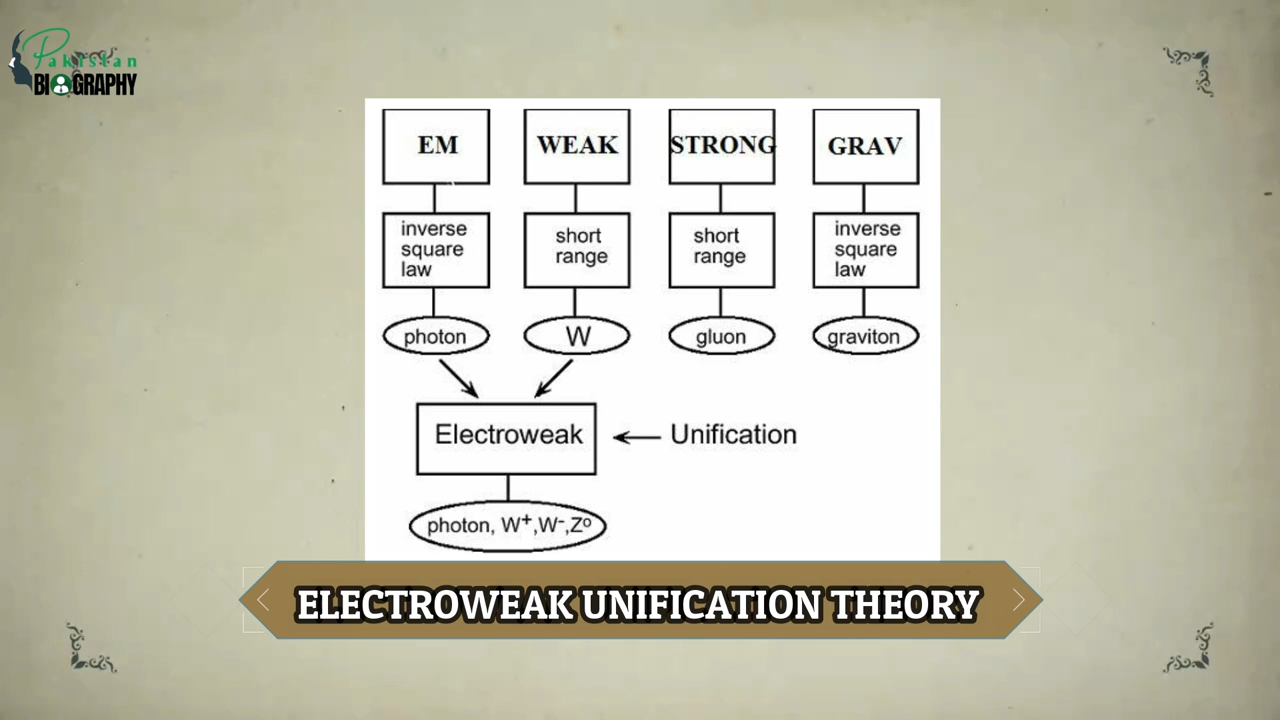 Pakistan
BIOGRAPHY
EM
WEAK
STRONG
GRAV
inverse
square
law
short
range
short
range
inverse
square
law
photon
W
gluon
graviton
Electroweak
Unification
photon, W⁺,W⁻,Z⁰
ELECTROWEAK UNIFICATION THEORY